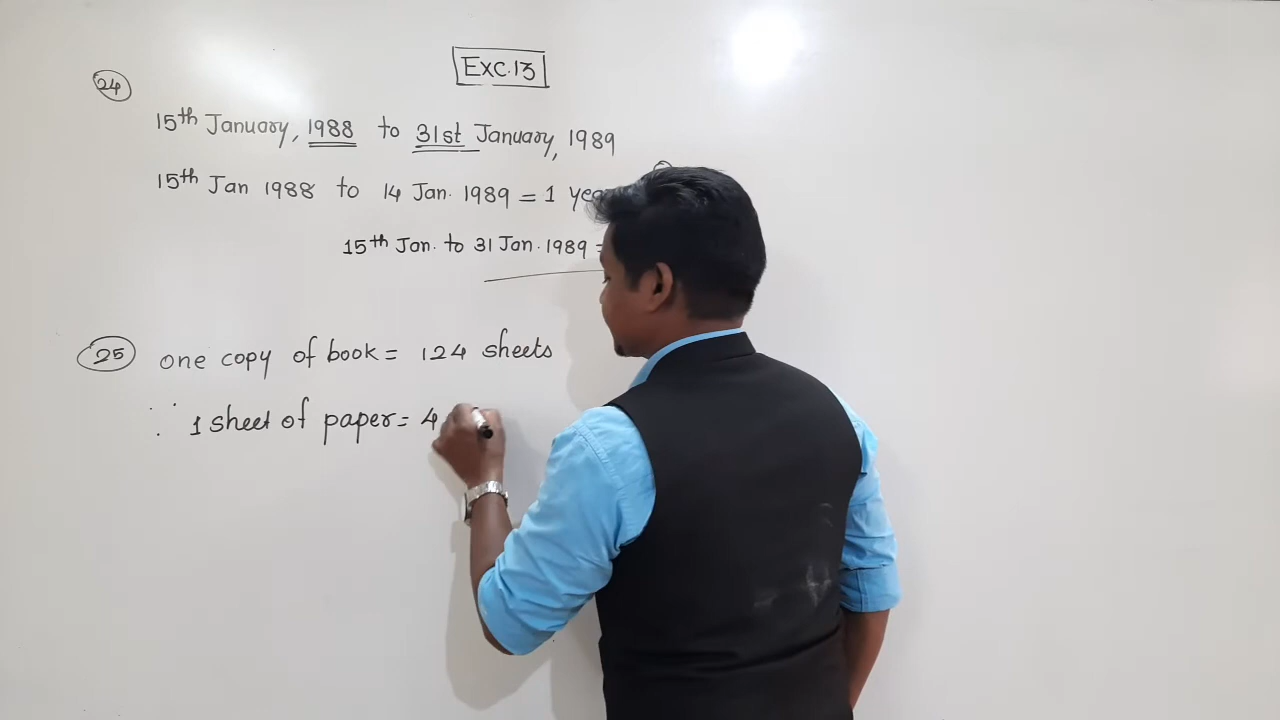 Exc.13
24
15th January, 1988 to 31st January, 1989
15th Jan 1988 to 14 Jan. 1989 = 1
15th Jan. to 31 Jan. 1989 =
25 one copy of book = 124 sheets
∵ 1 sheet of paper = 4